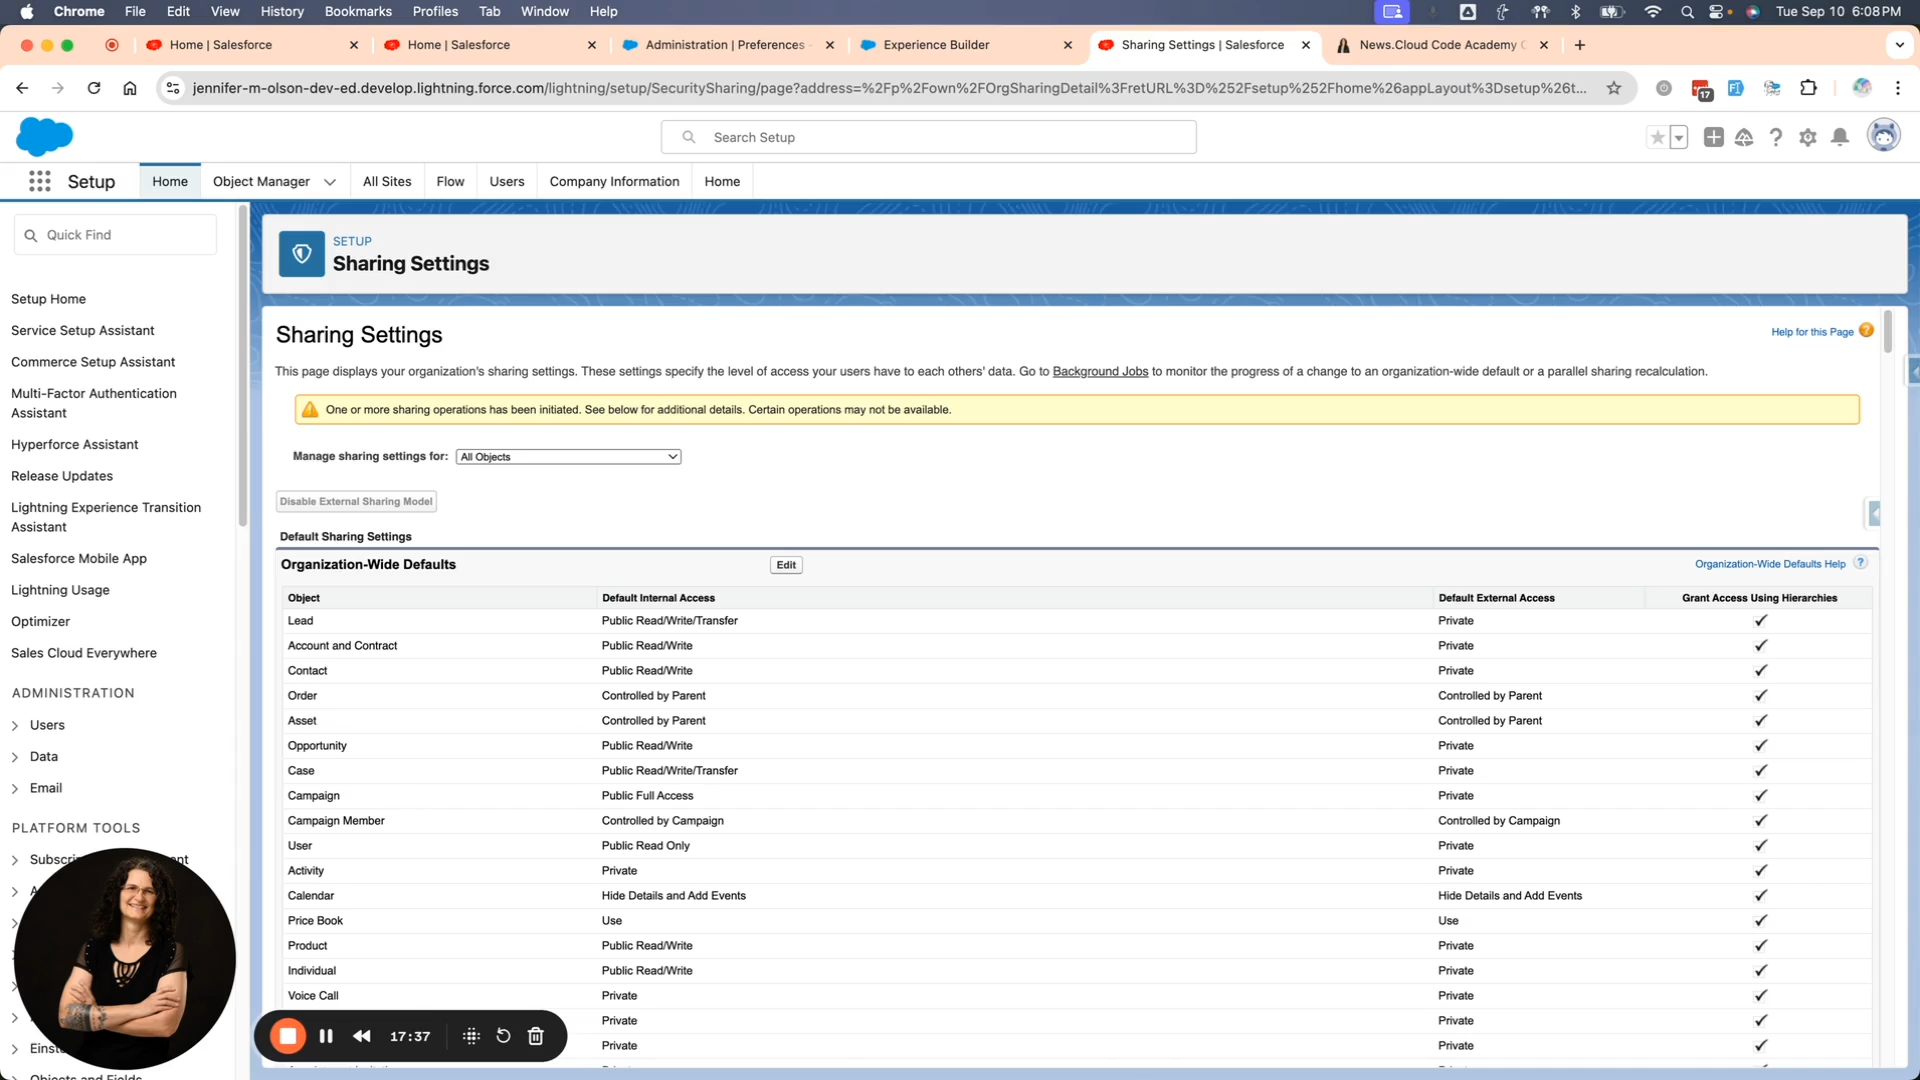 Chrome File Edit View History Bookmarks Profiles Tab Window Help Tue Sep 10 6:08 PM
Home | Salesforce Home | Salesforce Administration | Preferences Experience Builder Sharing Settings | Salesforce News.Cloud Code Academy
jennifer-m-olson-dev-ed.develop.lightning.force.com/lightning/setup/SecuritySharing/page?address=%2Fp%2Fown%2FOrgSharingDetail%3FretURL%3D%252Fsetup%252Fhome%26appLayout%3Dsetup%26t... 17
Search Setup
Setup Home Object Manager All Sites Flow Users Company Information Home
Quick Find
Setup Home
Service Setup Assistant
Commerce Setup Assistant
Multi-Factor Authentication
Assistant
Hyperforce Assistant
Release Updates
Lightning Experience Transition
Assistant
Salesforce Mobile App
Lightning Usage
Optimizer
Sales Cloud Everywhere
ADMINISTRATION
Users
Data
Email
PLATFORM TOOLS
Objects and Fields
SETUP
Sharing Settings
Sharing Settings
Help for this Page
This page displays your organization's sharing settings. These settings specify the level of access your users have to each others' data. Go to Background Jobs to monitor the progress of a change to an organization-wide default or a parallel sharing recalculation.
One or more sharing operations has been initiated. See below for additional details. Certain operations may not be available.
Manage sharing settings for: All Objects
Disable External Sharing Model
Default Sharing Settings
Organization-Wide Defaults Edit Organization-Wide Defaults Help ?
Object Default Internal Access Default External Access Grant Access Using Hierarchies
Lead Public Read/Write/Transfer Private
Account and Contract Public Read/Write Private
Contact Public Read/Write Private
Order Controlled by Parent Controlled by Parent
Asset Controlled by Parent Controlled by Parent
Opportunity Public Read/Write Private
Case Public Read/Write/Transfer Private
Campaign Public Full Access Private
Campaign Member Controlled by Campaign Controlled by Campaign
User Public Read Only Private
Activity Private Private
Calendar Hide Details and Add Events Hide Details and Add Events
Price Book Use Use
Product Public Read/Write Private
Individual Public Read/Write Private
Voice Call Private Private
Private Private
Private Private
17:37